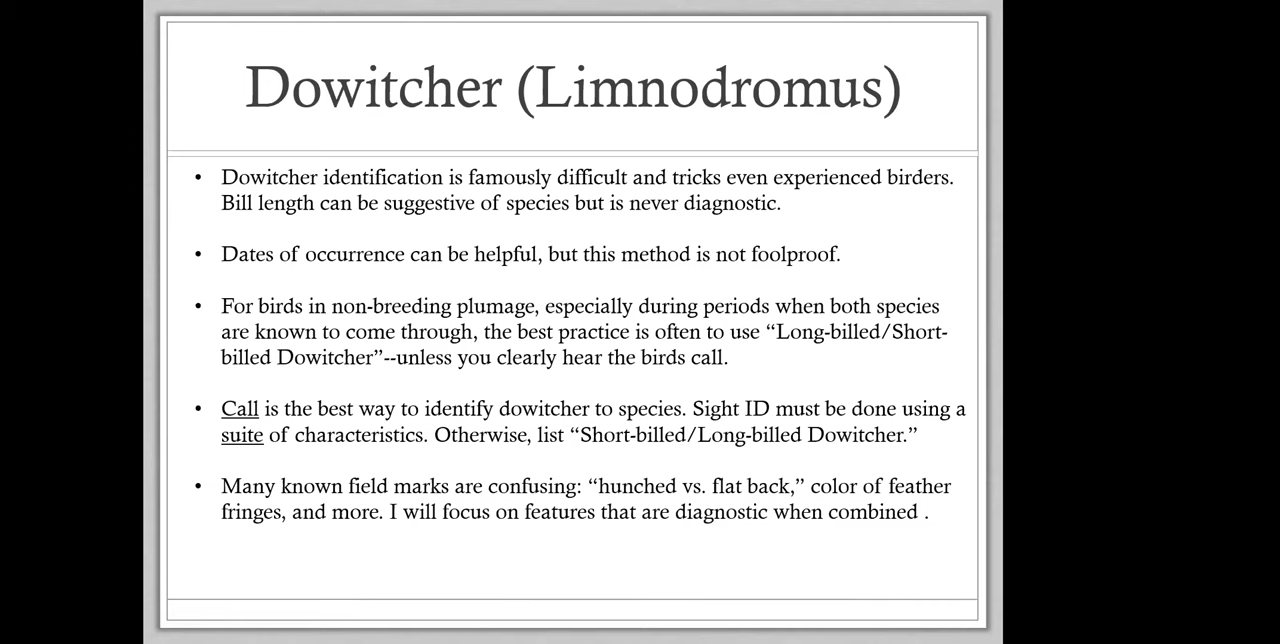 Dowitcher (Limnodromus)
• Dowitcher identification is famously difficult and tricks even experienced birders.
Bill length can be suggestive of species but is never diagnostic.
• Dates of occurrence can be helpful, but this method is not foolproof.
• For birds in non-breeding plumage, especially during periods when both species
are known to come through, the best practice is often to use “Long-billed/Short-
billed Dowitcher”--unless you clearly hear the birds call.
• Call is the best way to identify dowitcher to species. Sight ID must be done using a
suite of characteristics. Otherwise, list “Short-billed/Long-billed Dowitcher.”
• Many known field marks are confusing: “hunched vs. flat back,” color of feather
fringes, and more. I will focus on features that are diagnostic when combined .